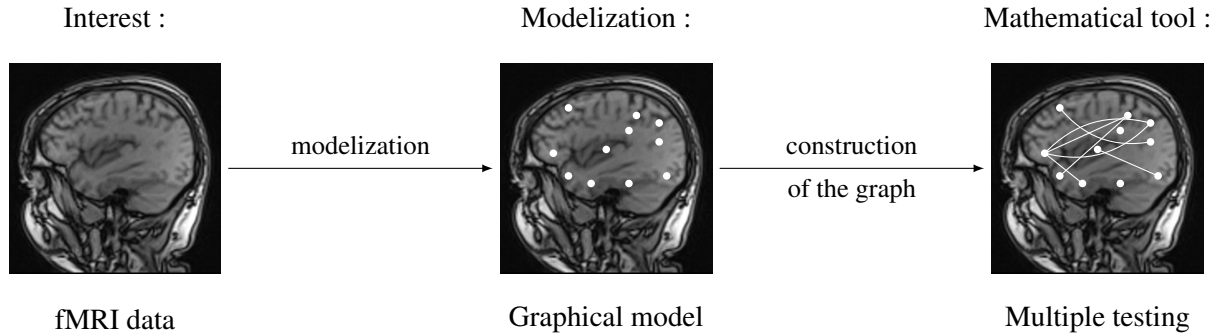 Interest :
Modelization :
Mathematical tool :
modelization
construction
of the graph
fMRI data
Graphical model
Multiple testing